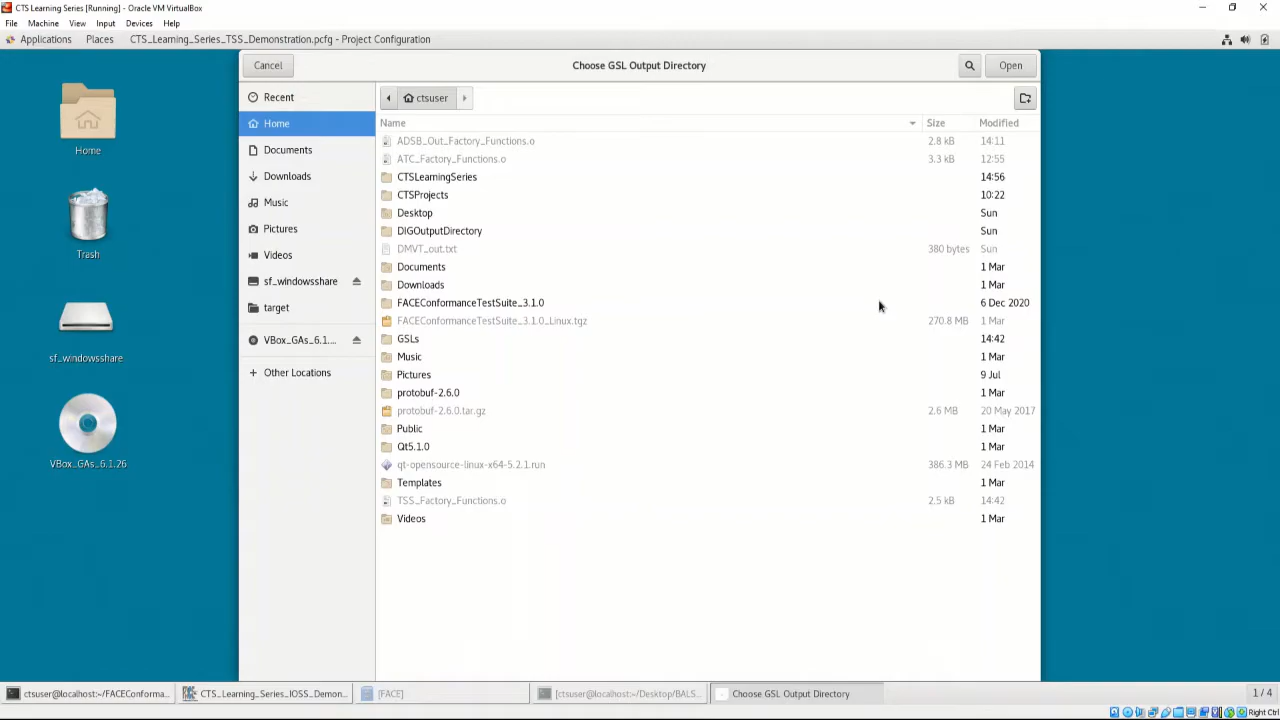 CTS Learning Series [Running] - Oracle VM VirtualBox
File Machine View Input Devices Help
Applications Places CTS_Learning_Series_TSS_Demonstration.pcfg - Project Configuration
Cancel Choose GSL Output Directory Open
Recent
Home
Documents
Downloads
Music
Pictures
Videos
sf_windowsshare
target
VBox_GAs_6.1....
+ Other Locations
ctsuser
Name Size Modified
ADSB_Out_Factory_Functions.o 2.8 kB 14:11
ATC_Factory_Functions.o 3.3 kB 12:55
CTSLearningSeries 14:56
CTSProjects 10:22
Desktop Sun
DIGOutputDirectory Sun
DMVT_out.txt 380 bytes Sun
Documents 1 Mar
Downloads 1 Mar
FACEConformanceTestSuite_3.1.0 6 Dec 2020
FACEConformanceTestSuite_3.1.0_Linux.tgz 270.8 MB 1 Mar
GSLs 14:42
Music 1 Mar
Pictures 9 Jul
protobuf-2.6.0 1 Mar
protobuf-2.6.0.tar.gz 2.6 MB 20 May 2017
Public 1 Mar
Qt5.1.0 1 Mar
qt-opensource-linux-x64-5.2.1.run 386.3 MB 24 Feb 2014
Templates 1 Mar
TSS_Factory_Functions.o 2.5 kB 14:42
Videos 1 Mar
Home
Trash
sf_windowsshare
VBox_GAs_6.1.26
ctsuser@localhost:~/FACEConforma... CTS_Learning_Series_IOSS_Demon... [FACE] [ctsuser@localhost:~/Desktop/BALS... Choose GSL Output Directory 1 / 4
Right Ctrl